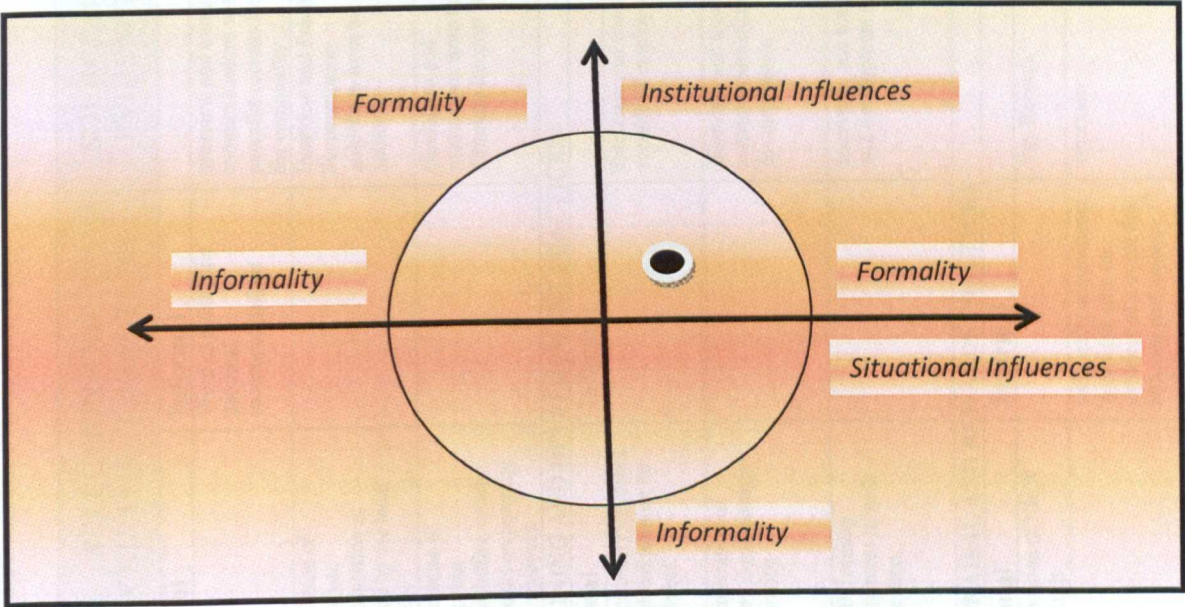 Formality
Institutional Influences
Informality
Formality
Situational Influences
Informality